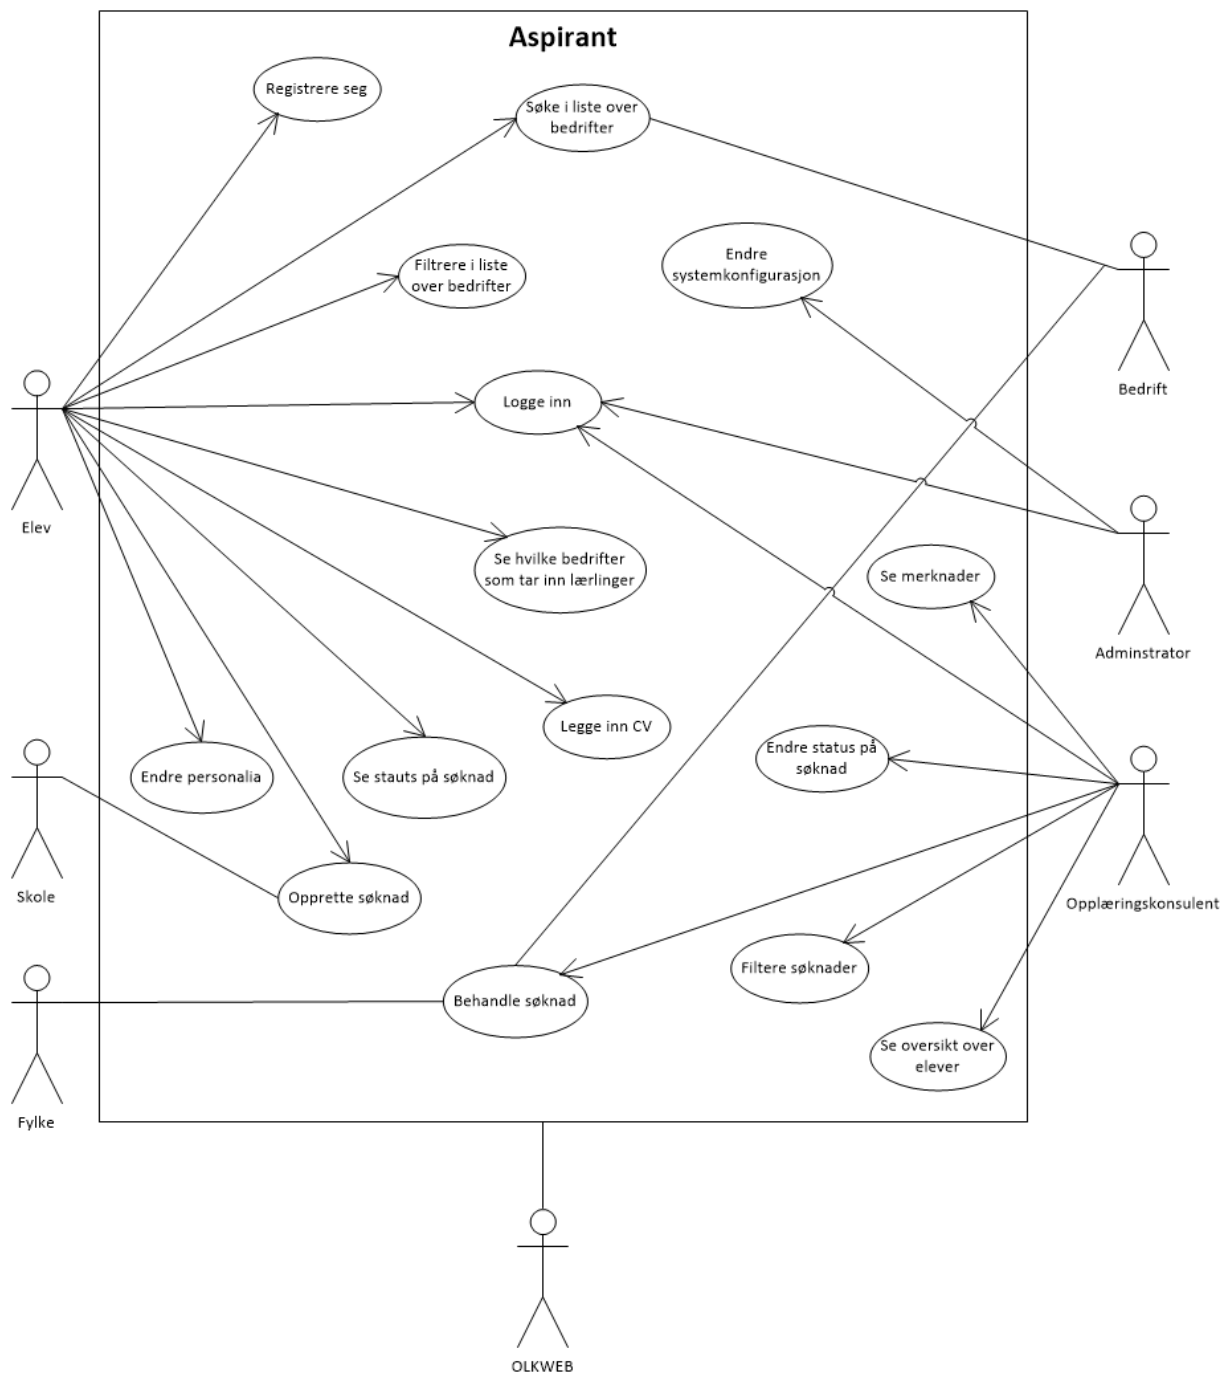 Aspirant
Registrere seg
Søke i liste over
bedrifter
Filtrere i liste
over bedrifter
Endre
systemkonfigurasjon
Bedrift
Logge inn
Elev
Se hvilke bedrifter
som tar inn lærlinger
Se merknader
Adminstrator
Legge inn CV
Endre status på
søknad
Endre personalia
Se stauts på søknad
Skole
Opprette søknad
Opplæringskonsulent
Filtere søknader
Behandle søknad
Se oversikt over
elever
Fylke
OLKWEB